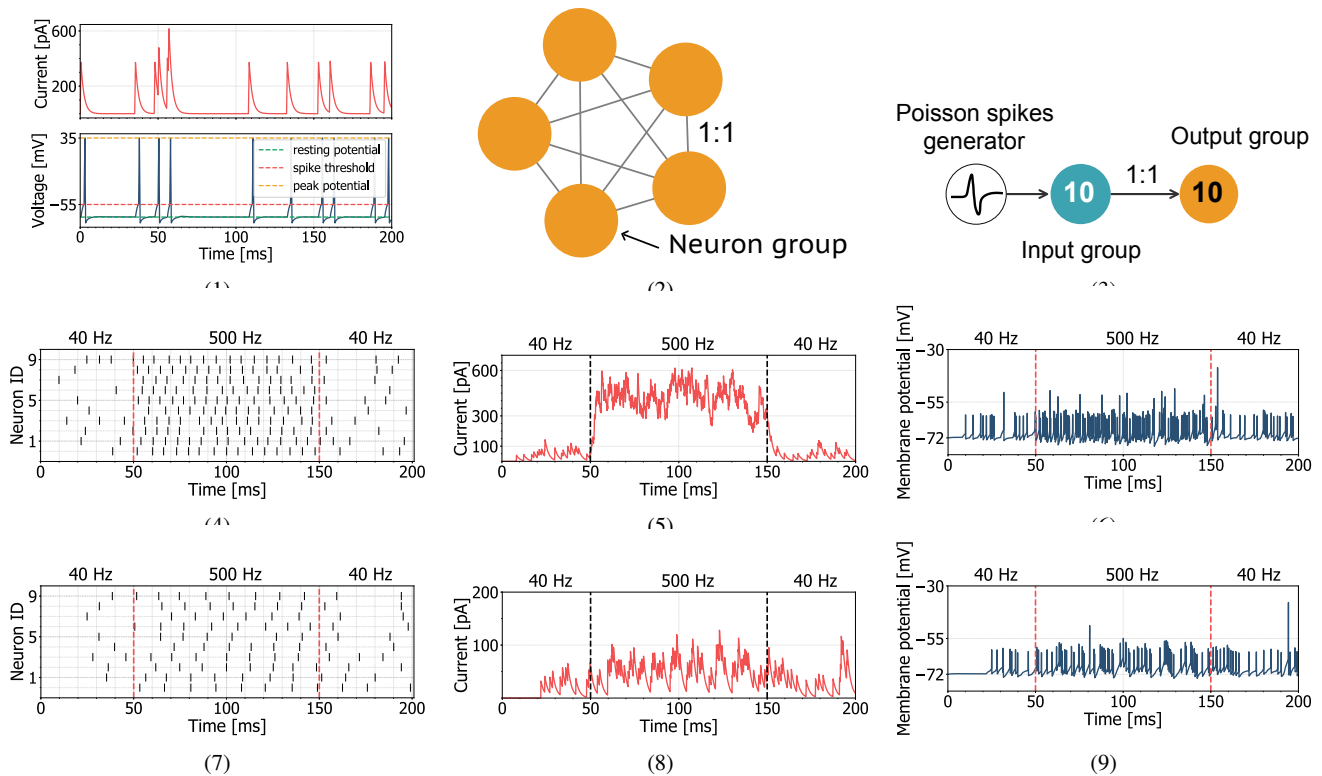 Current [pA]
600
200
Voltage [mV]
35
−55
resting potential
spike threshold
peak potential
0 50 100 150 200
Time [ms]
(1)
1:1
Neuron group
(2)
Poisson spikes
generator
Output group
10
1:1
10
Input group
(3)
40 Hz 500 Hz 40 Hz
Neuron ID
9
5
1
0 50 100 150 200
Time [ms]
(4)
40 Hz 500 Hz 40 Hz
Current [pA]
600
300
100
0 50 100 150 200
Time [ms]
(5)
40 Hz 500 Hz 40 Hz
Membrane potential [mV]
−30
−55
−72
0 50 100 150 200
Time [ms]
(6)
40 Hz 500 Hz 40 Hz
Neuron ID
9
5
1
0 50 100 150 200
Time [ms]
(7)
40 Hz 500 Hz 40 Hz
Current [pA]
200
100
0
0 50 100 150 200
Time [ms]
(8)
40 Hz 500 Hz 40 Hz
Membrane potential [mV]
−30
−55
−72
0 50 100 150 200
Time [ms]
(9)